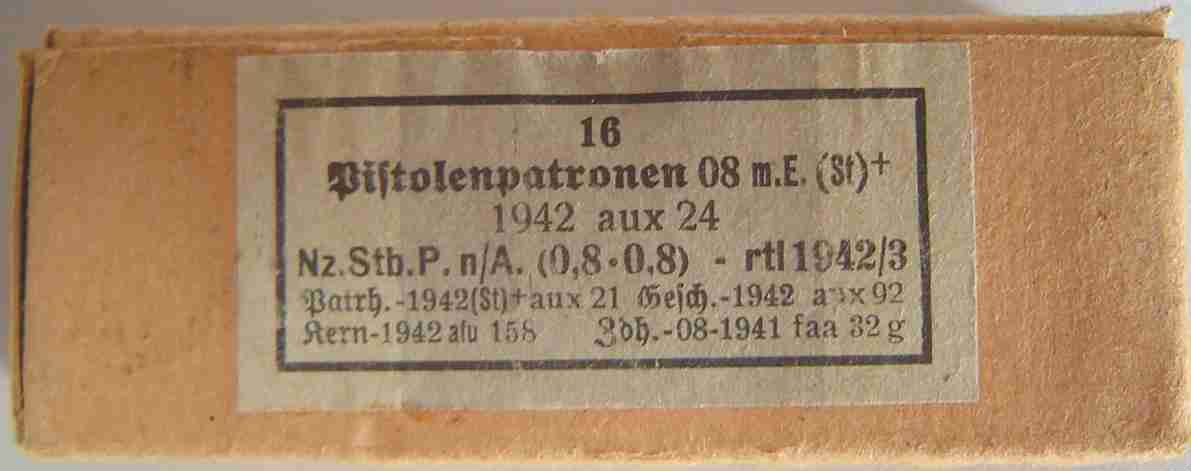 16
Piſtolenpatronen 08 m.E. (St)+
1942 aux 24
Nz.Stb.P. n/A. (0,8·0,8) - rtl 1942/3
Patrh.-1942(St)+aux 21 Geſch.-1942 aux 92
Kern-1942 afu 158 Zdh.-08-1941 faa 32 g